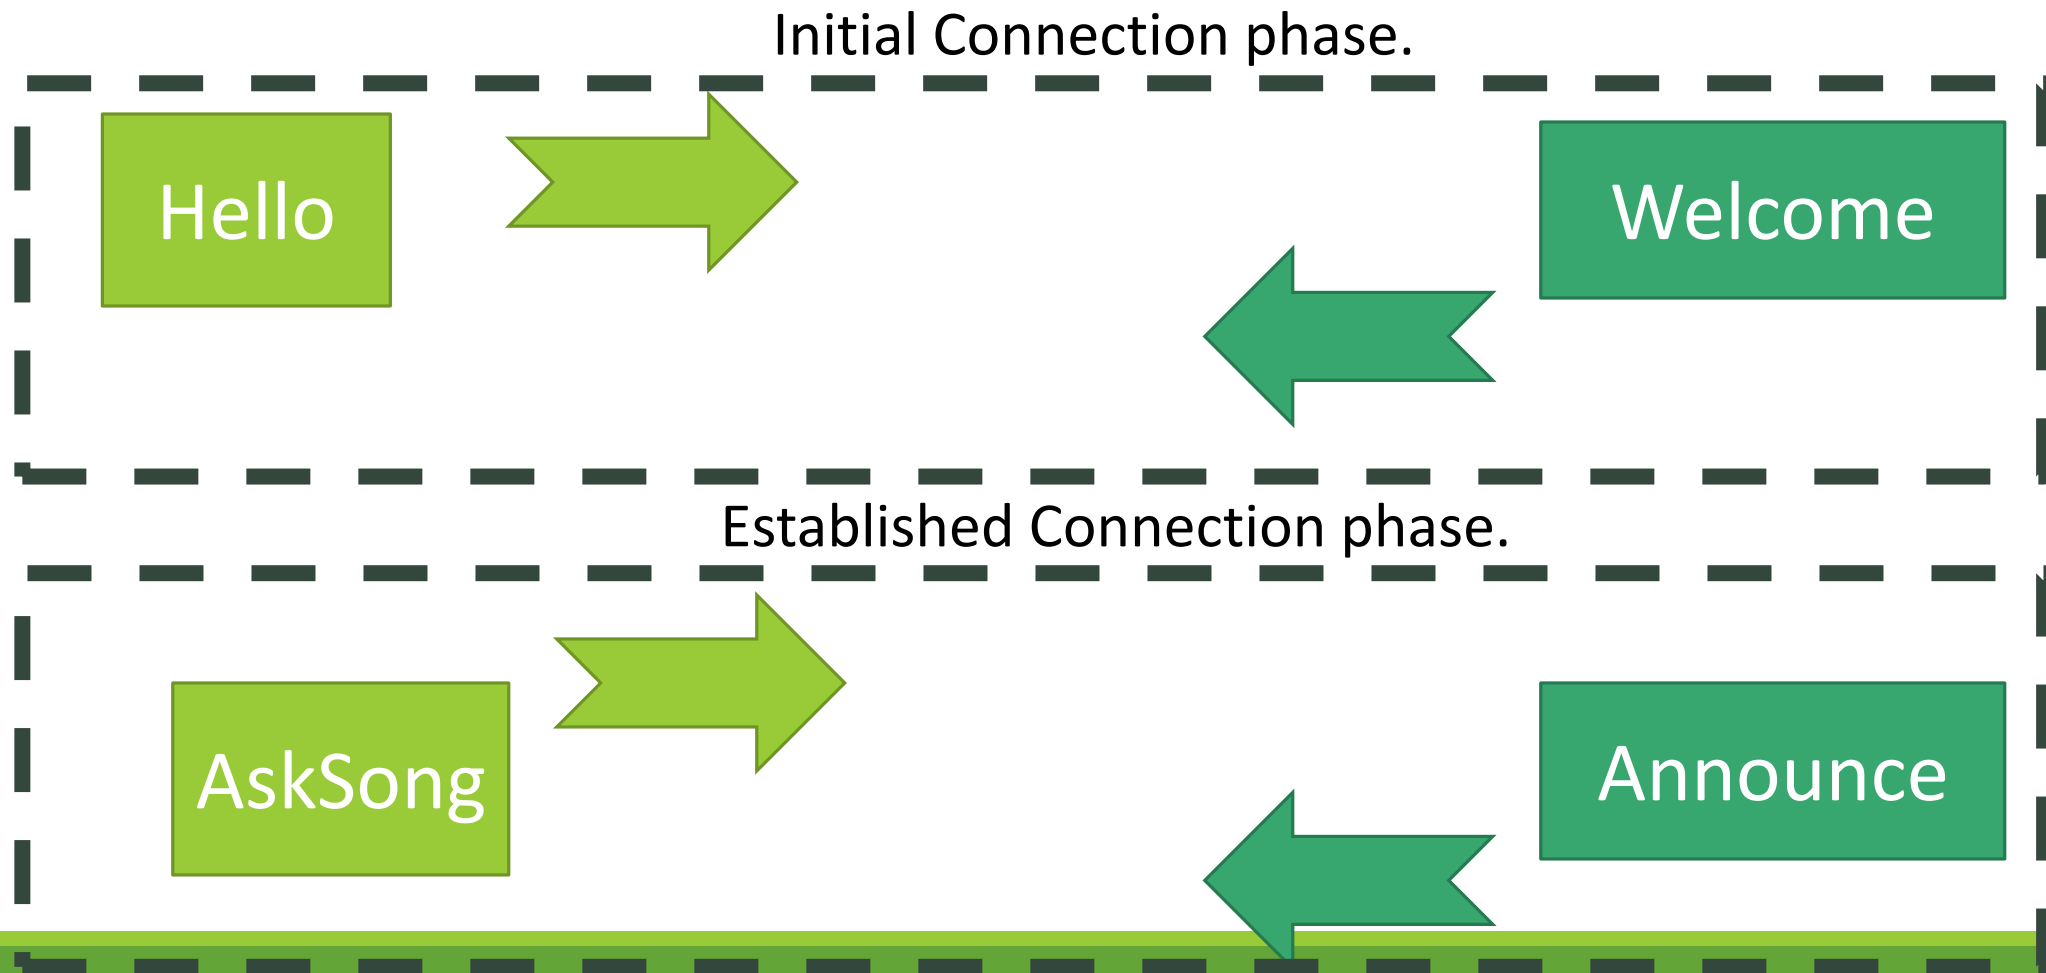 Initial Connection phase.
Hello
Welcome
Established Connection phase.
AskSong
Announce